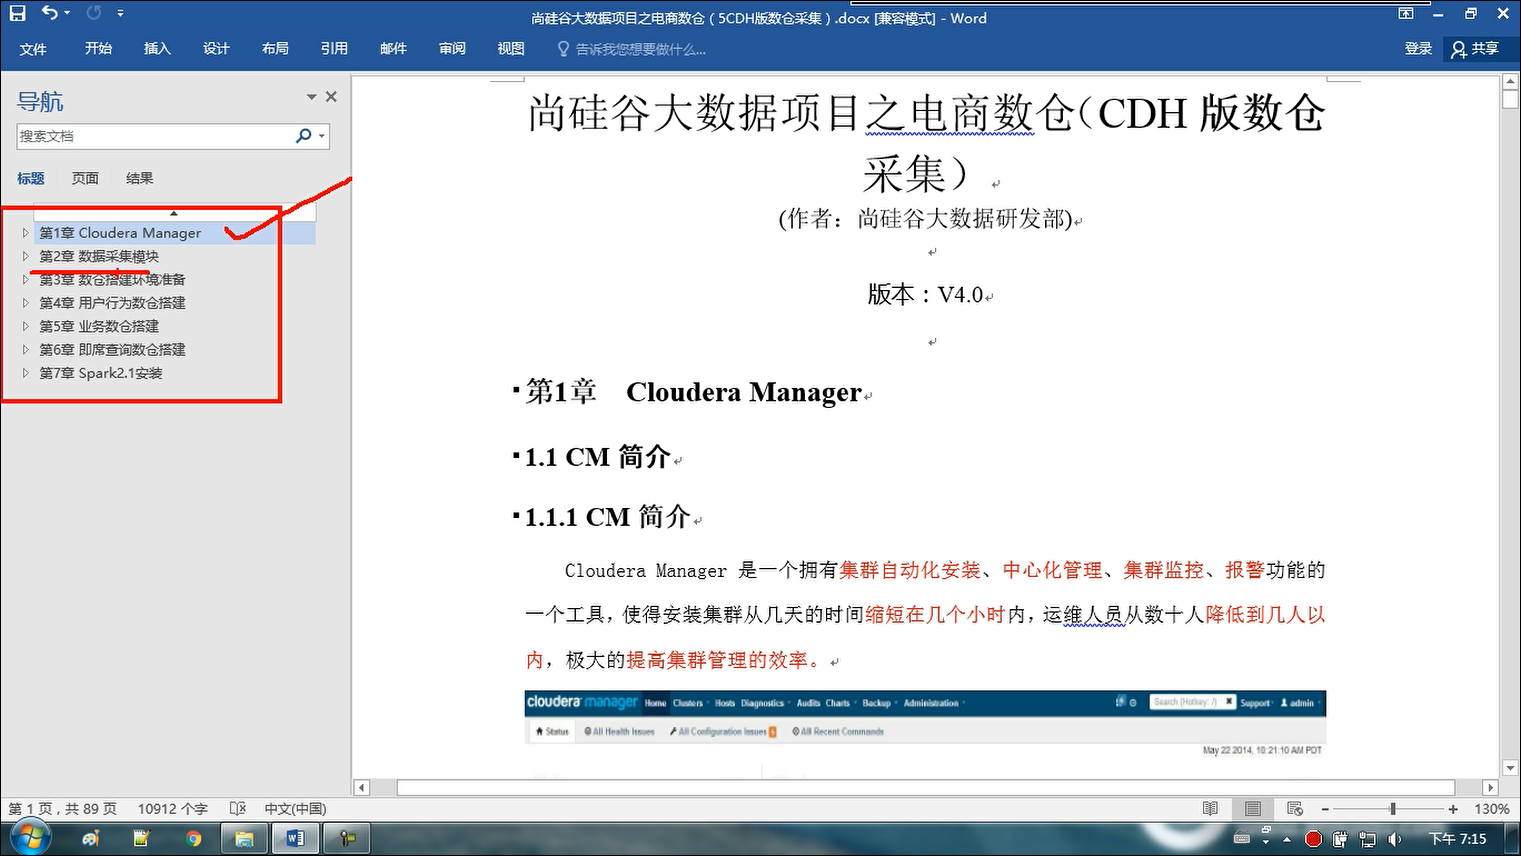 尚硅谷大数据项目之电商数仓（5CDH版数仓采集）.docx [兼容模式] - Word
文件 开始 插入 设计 布局 引用 邮件 审阅 视图 告诉我您想要做什么... 登录 共享
导航
搜索文档
标题 页面 结果
第1章 Cloudera Manager
第2章 数据采集模块
第3章 数仓搭建环境准备
第4章 用户行为数仓搭建
第5章 业务数仓搭建
第6章 即席查询数仓搭建
第7章 Spark2.1安装
尚硅谷大数据项目之电商数仓（CDH 版数仓
采集）
(作者：尚硅谷大数据研发部)
版本：V4.0
第1章 Cloudera Manager
1.1 CM 简介
1.1.1 CM 简介
Cloudera Manager 是一个拥有集群自动化安装、中心化管理、集群监控、报警功能的
一个工具，使得安装集群从几天的时间缩短在几个小时内，运维人员从数十人降低到几人以
内，极大的提高集群管理的效率。
cloudera manager Home Clusters Hosts Diagnostics Audits Charts Backup Administration Search (Hotkey: /) Support admin
Status All Health Issues All Configuration Issues All Recent Commands
May 22 2014, 10:21:10 AM PDT
第 1 页，共 89 页 10912 个字 中文(中国) 130%
下午 7:15